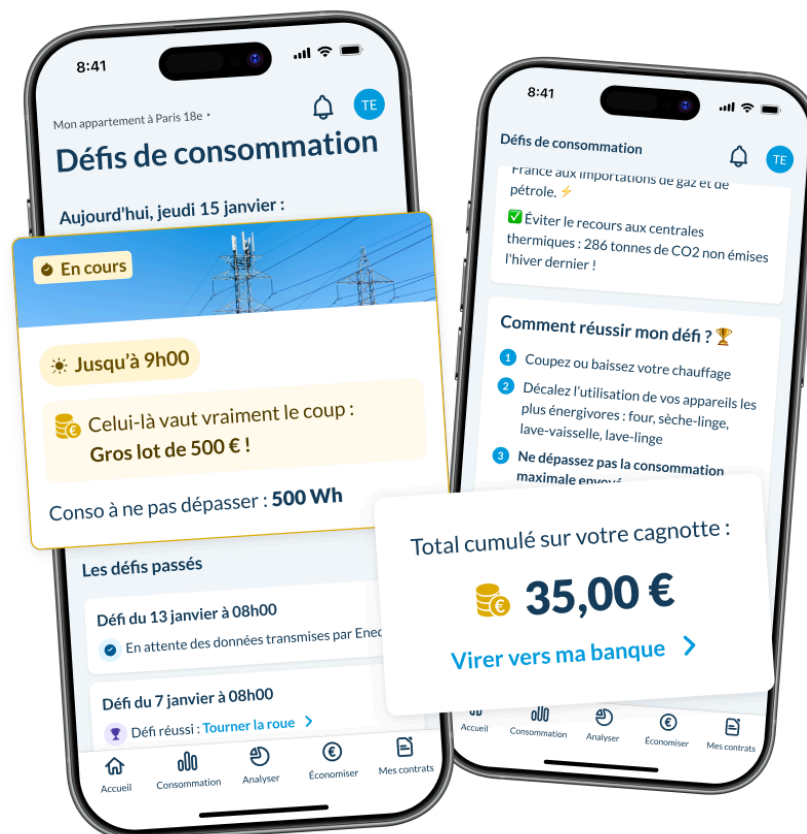 8:41
Mon appartement à Paris 18e
TE
Défis de consommation
Aujourd'hui, jeudi 15 janvier :
En cours
Jusqu'à 9h00
Celui-là vaut vraiment le coup :
Gros lot de 500 € !
Conso à ne pas dépasser : 500 Wh
Les défis passés
Défi du 13 janvier à 08h00
En attente des données transmises par Ened
Défi du 7 janvier à 08h00
Défi réussi : Tourner la roue
Accueil
Consommation
Analyser
Économiser
Mes contrats
8:41
Défis de consommation
TE
France aux importations de gaz et de
pétrole. ⚡
✅ Éviter le recours aux centrales
thermiques : 286 tonnes de CO2 non émises
l'hiver dernier !
Comment réussir mon défi ? 🏆
1 Coupez ou baissez votre chauffage
2 Décalez l'utilisation de vos appareils les
plus énergivores : four, sèche-linge,
lave-vaisselle, lave-linge
3 Ne dépassez pas la consommation
maximale
Total cumulé sur votre cagnotte :
35,00 €
Virer vers ma banque
Accueil
Consommation
Analyser
Économiser
Mes contrats